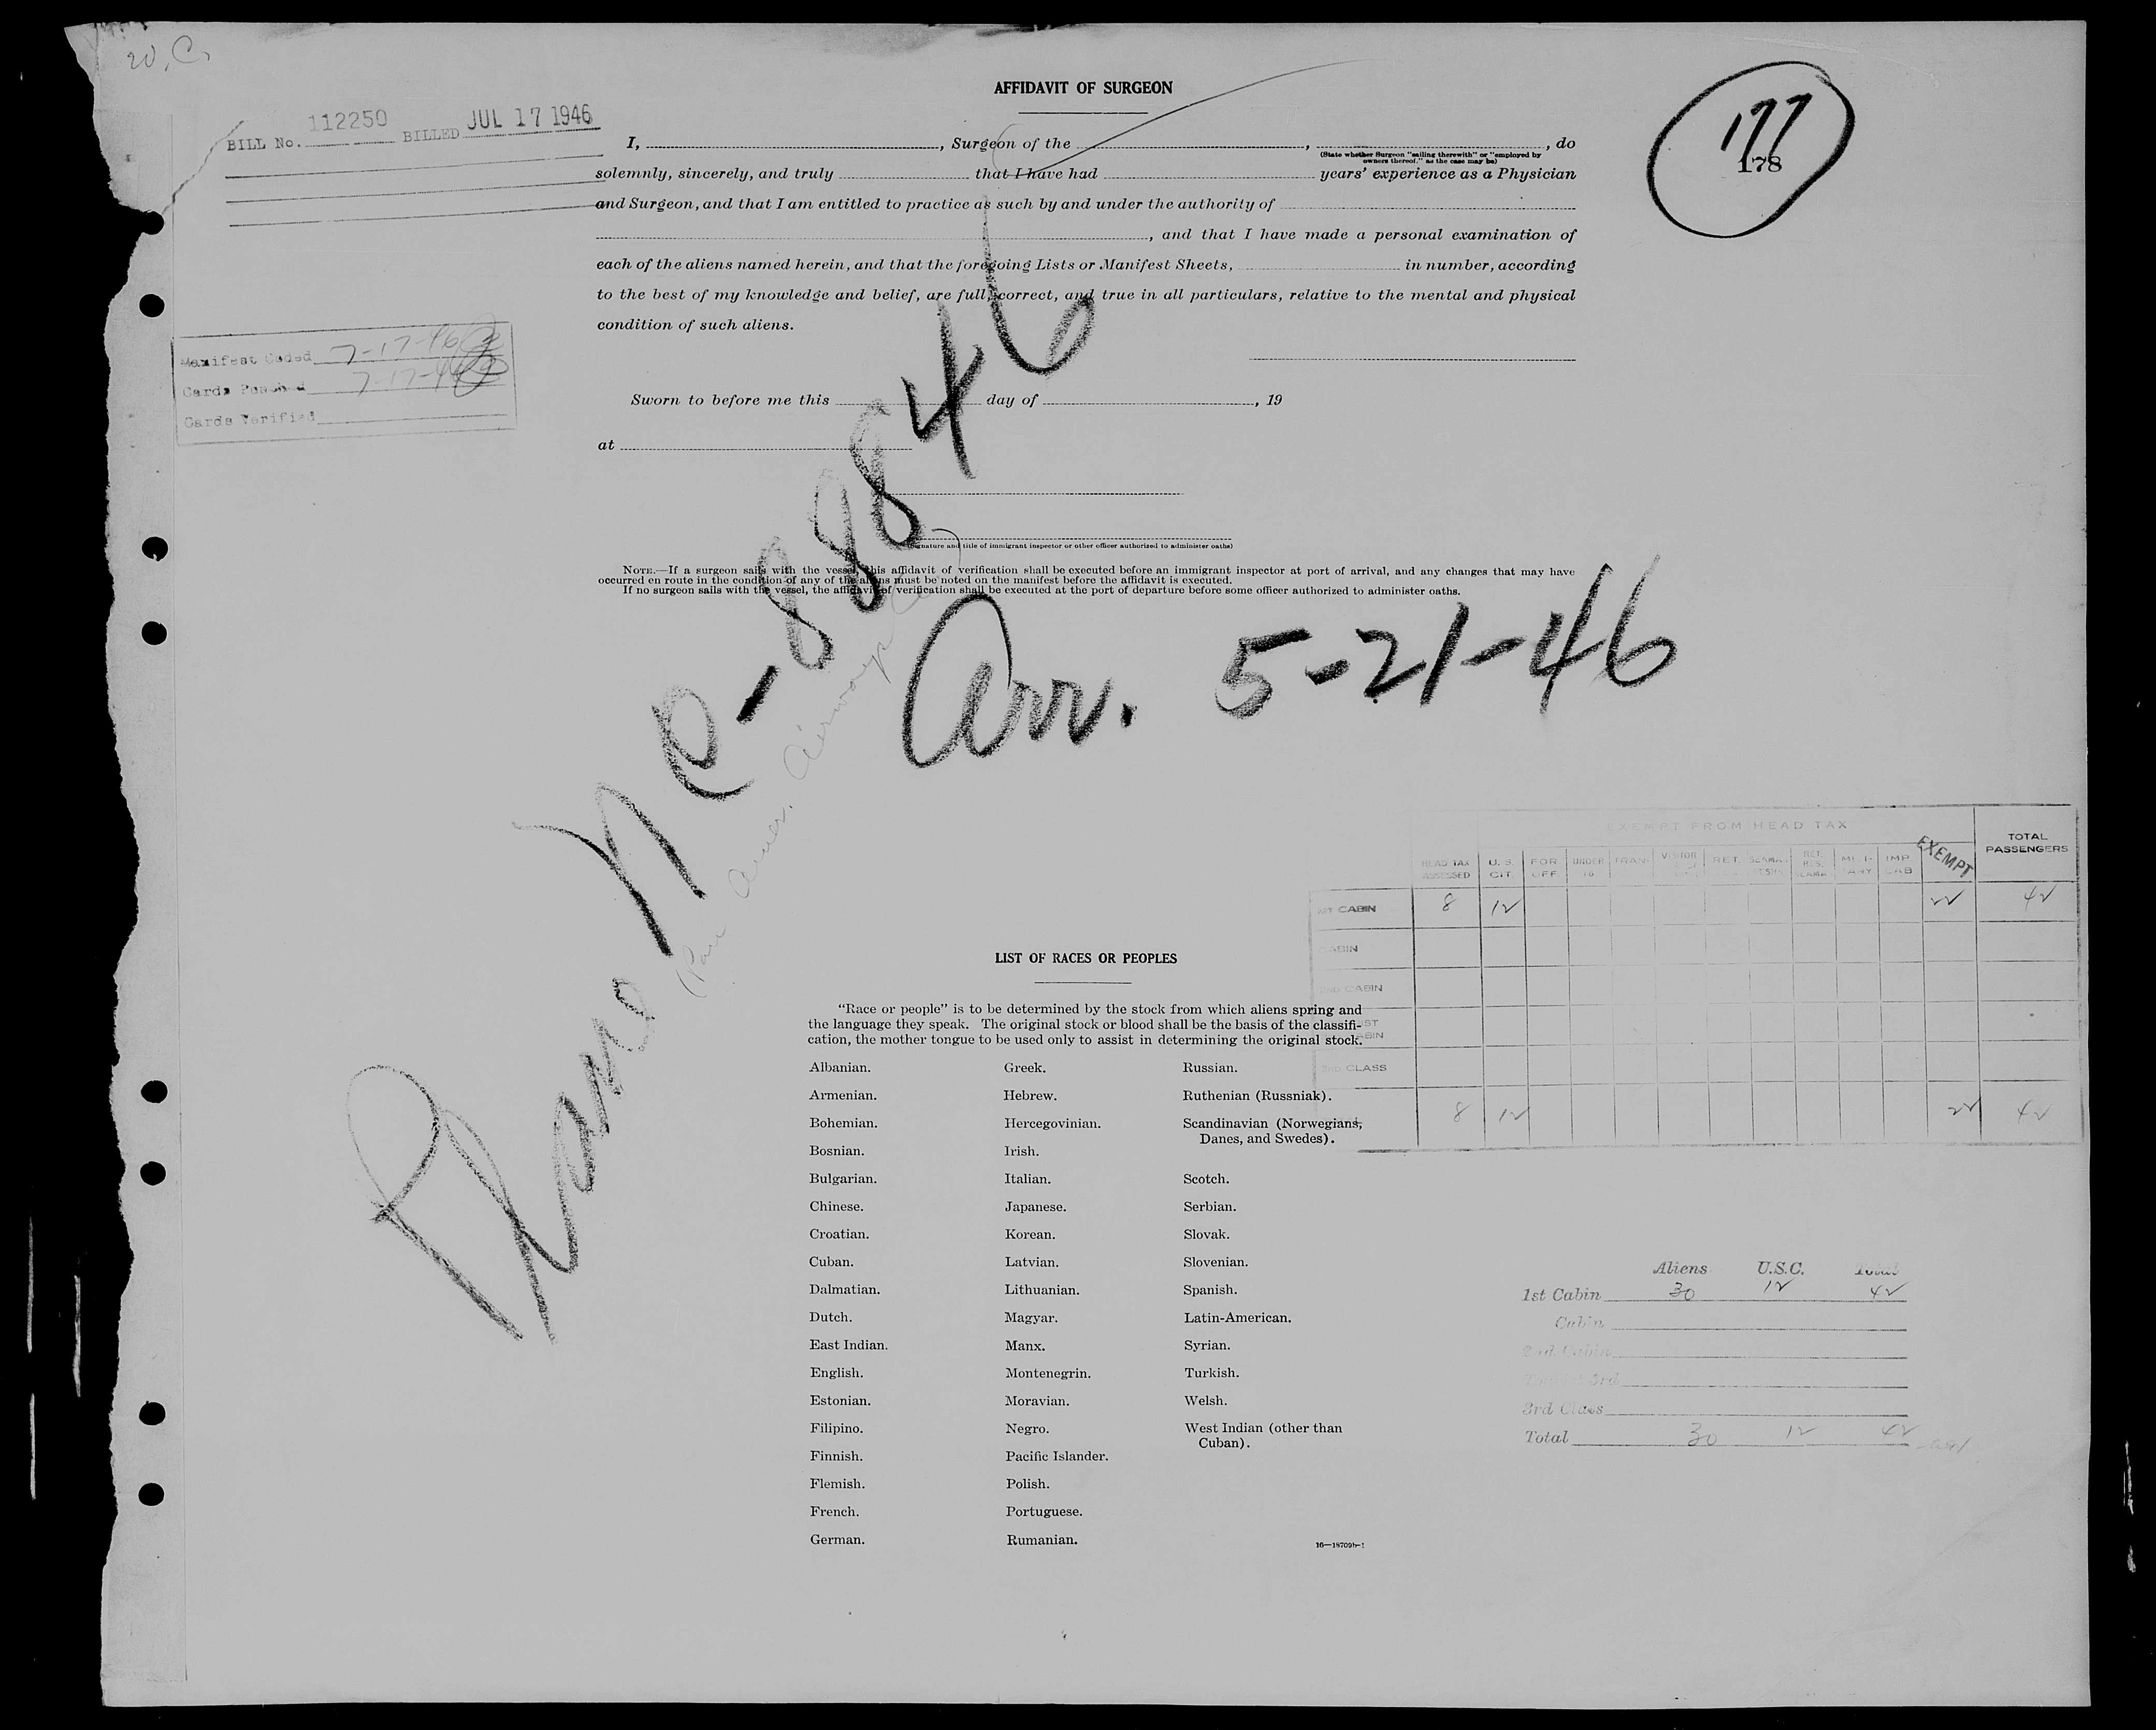 W, C,
AFFIDAVIT OF SURGEON
177
178
BILL No. 112250 BILLED JUL 17 1946
I, , Surgeon of the , , do
(State whether Surgeon "sailing therewith" or "employed by
owners thereof," as the case may be)
solemnly, sincerely, and truly that I have had years' experience as a Physician
and Surgeon, and that I am entitled to practice as such by and under the authority of
, and that I have made a personal examination of
each of the aliens named herein, and that the foregoing Lists or Manifest Sheets, in number, according
to the best of my knowledge and belief, are full, correct, and true in all particulars, relative to the mental and physical
condition of such aliens.
Manifest Coded 7-17-46
Cards Punched 7-17-46
Cards Verified
Sworn to before me this day of , 19
at
(Signature and title of immigrant inspector or other officer authorized to administer oaths)
NOTE.—If a surgeon sails with the vessel, this affidavit of verification shall be executed before an immigrant inspector at port of arrival, and any changes that may have
occurred en route in the condition of any of the aliens must be noted on the manifest before the affidavit is executed.
If no surgeon sails with the vessel, the affidavit of verification shall be executed at the port of departure before some officer authorized to administer oaths.
Plane NC-88846
(Pan Amer. Airways
Arr. 5-21-46
EXEMPT FROM HEAD TAX
HEAD TAX ASSESSED U. S. CIT. FOR OFF UNDER 16 TRAN- VISITOR RET. RET. RES. EXEMPT TOTAL PASSENGERS
CABIN 8 12 22 42
CABIN
2ND CABIN
3RD CLASS
8 12 22 42
LIST OF RACES OR PEOPLES
"Race or people" is to be determined by the stock from which aliens spring and
the language they speak. The original stock or blood shall be the basis of the classifi-
cation, the mother tongue to be used only to assist in determining the original stock.
Albanian. Greek. Russian.
Armenian. Hebrew. Ruthenian (Russniak).
Bohemian. Hercegovinian. Scandinavian (Norwegians,
Danes, and Swedes).
Bosnian. Irish.
Bulgarian. Italian. Scotch.
Chinese. Japanese. Serbian.
Croatian. Korean. Slovak.
Cuban. Latvian. Slovenian.
Dalmatian. Lithuanian. Spanish.
Dutch. Magyar. Latin-American.
East Indian. Manx. Syrian.
English. Montenegrin. Turkish.
Estonian. Moravian. Welsh.
Filipino. Negro. West Indian (other than
Cuban).
Finnish. Pacific Islander.
Flemish. Polish.
French. Portuguese.
German. Rumanian.
16—18709b-1
Aliens U.S.C. Total
1st Cabin 30 12 42
Cabin
2nd Cabin
3rd Class
Total 30 12 42